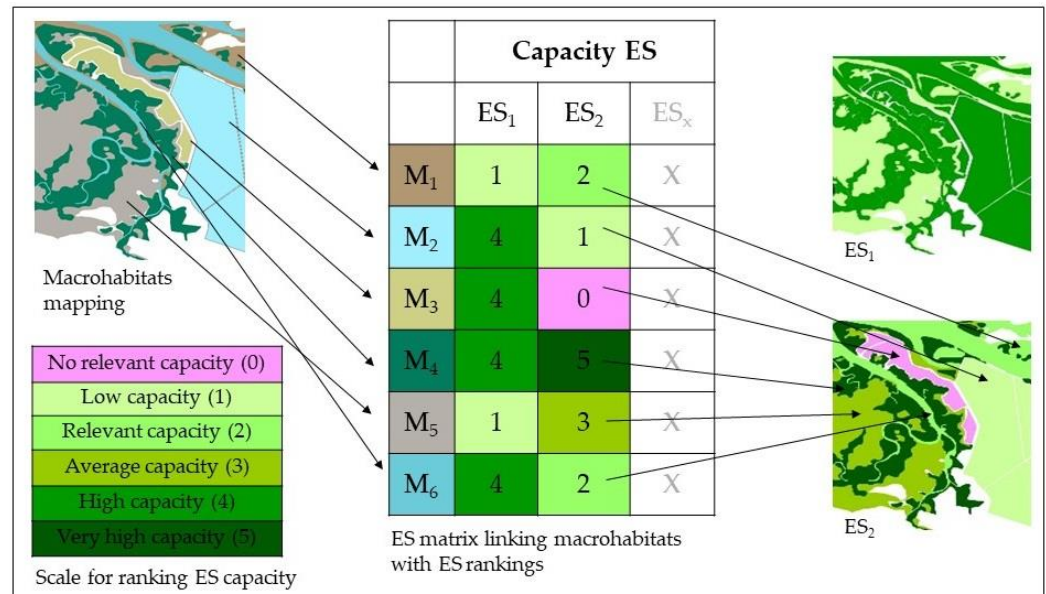 Macrohabitats
mapping
No relevant capacity (0)
Low capacity (1)
Relevant capacity (2)
Average capacity (3)
High capacity (4)
Very high capacity (5)
Scale for ranking ES capacity
Capacity ES
ES₁ ES₂ ESₓ
M₁ 1 2 X
M₂ 4 1 X
M₃ 4 0 X
M₄ 4 5 X
M₅ 1 3 X
M₆ 4 2 X
ES matrix linking macrohabitats
with ES rankings
ES₁
ES₂